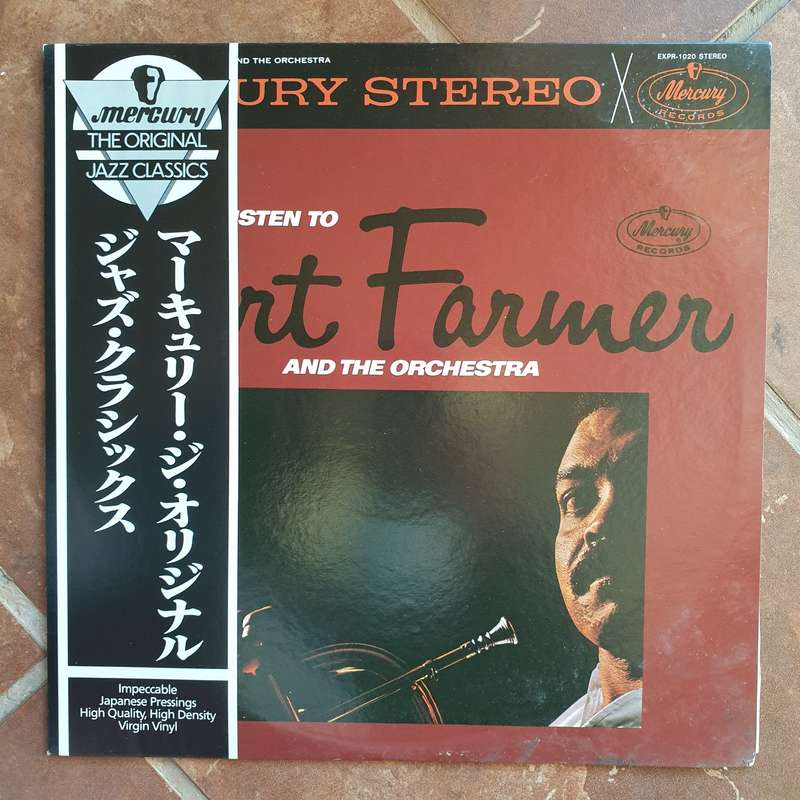 mercury
THE ORIGINAL
JAZZ CLASSICS
マーキュリー・ジ・オリジナル
ジャズ・クラシックス
Impeccable
Japanese Pressings
High Quality, High Density
Virgin Vinyl
ND THE ORCHESTRA
EXPR-1020 STEREO
URY STEREO
Mercury
RECORDS
ISTEN TO
Mercury
RECORDS
rt Farmer
AND THE ORCHESTRA